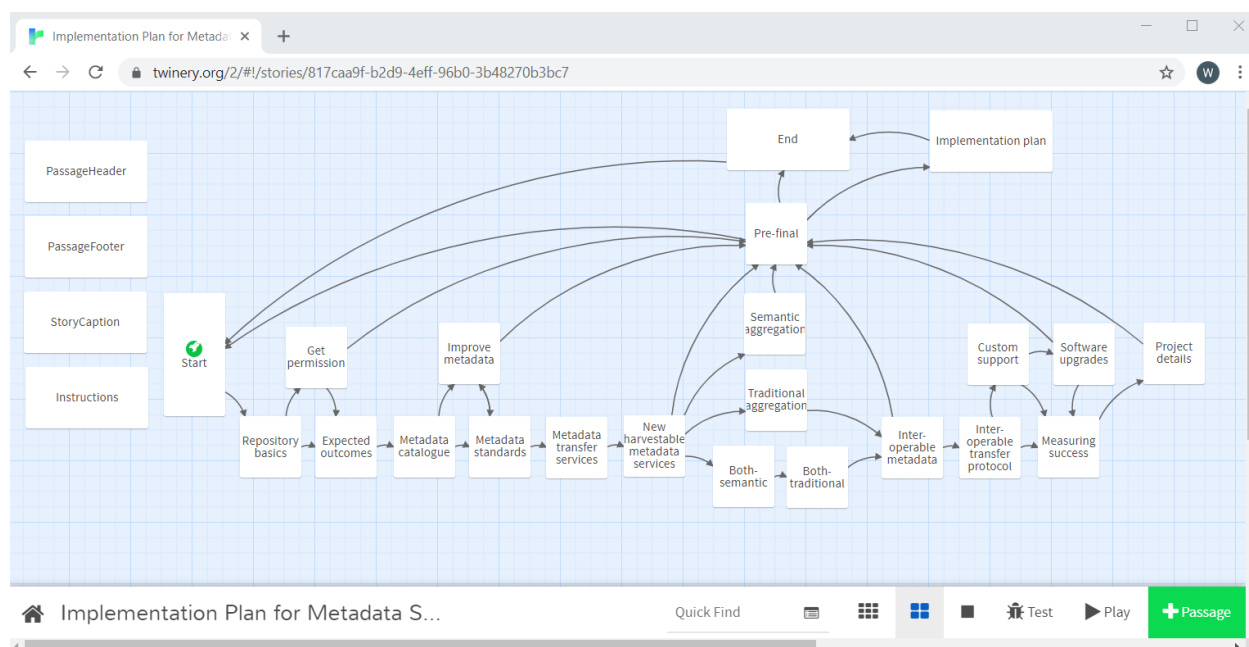 Implementation Plan for Metadat
twinery.org/2/#!/stories/817caa9f-b2d9-4eff-96b0-3b48270b3bc7
W
End
Implementation plan
PassageHeader
Pre-final
PassageFooter
StoryCaption
Start
Get
permission
Improve
metadata
Semantic
aggregation
Custom
support
Software
upgrades
Project
details
Instructions
Traditional
aggregation
Repository
basics
Expected
outcomes
Metadata
catalogue
Metadata
standards
Metadata
transfer
services
New
harvestable
metadata
services
Both-
semantic
Both-
traditional
Inter-
operable
metadata
Inter-
operable
transfer
protocol
Measuring
success
Implementation Plan for Metadata S...
Quick Find
Test
Play
Passage